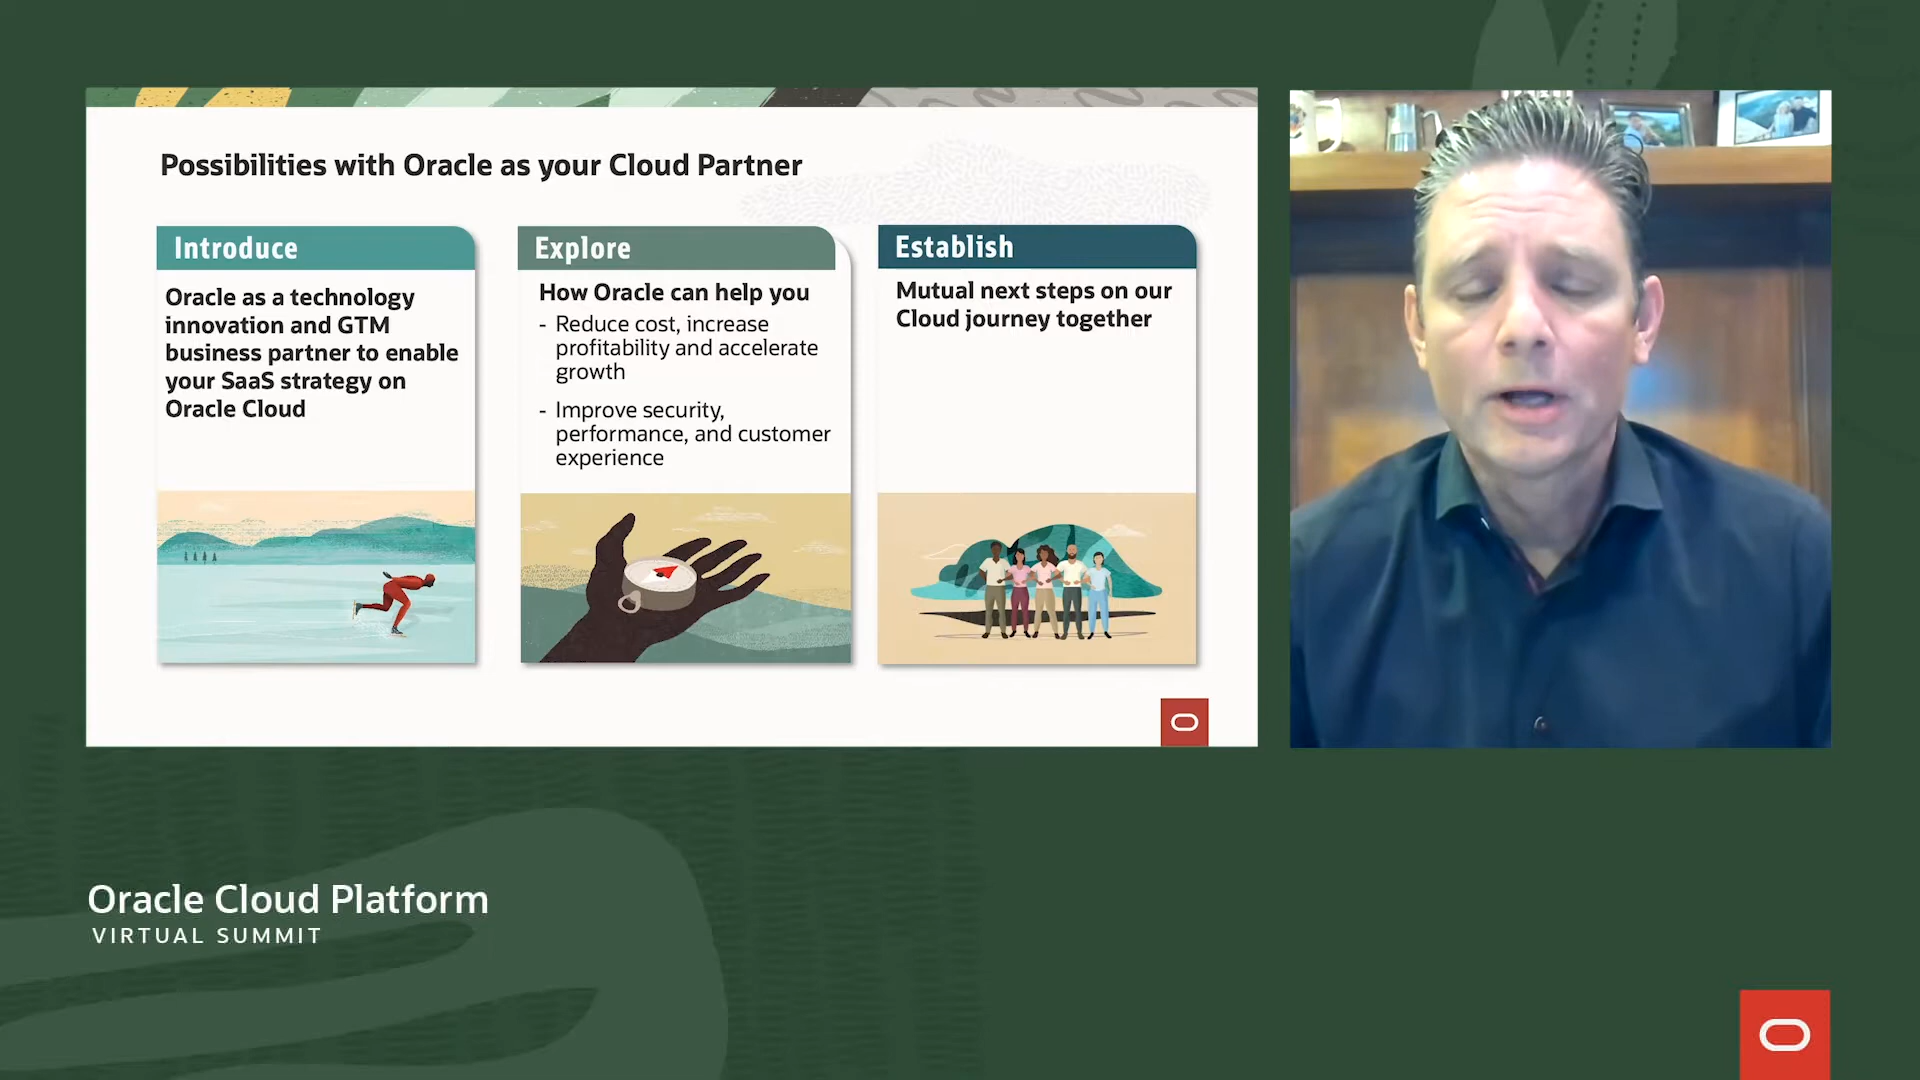 Possibilities with Oracle as your Cloud Partner
Introduce
Oracle as a technology
innovation and GTM
business partner to enable
your SaaS strategy on
Oracle Cloud
Explore
How Oracle can help you
- Reduce cost, increase
profitability and accelerate
growth
- Improve security,
performance, and customer
experience
Establish
Mutual next steps on our
Cloud journey together
Oracle Cloud Platform
VIRTUAL SUMMIT